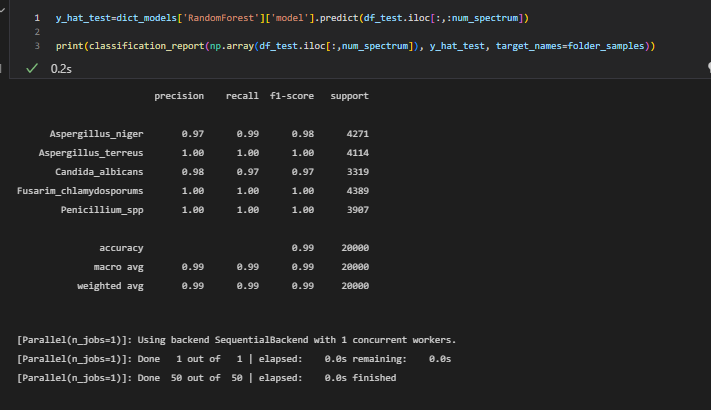 1 y_hat_test=dict_models['RandomForest']['model'].predict(df_test.iloc[:,:num_spectrum])
2
3 print(classification_report(np.array(df_test.iloc[:,num_spectrum]), y_hat_test, target_names=folder_samples))
0.2s
precision recall f1-score support
Aspergillus_niger 0.97 0.99 0.98 4271
Aspergillus_terreus 1.00 1.00 1.00 4114
Candida_albicans 0.98 0.97 0.97 3319
Fusarim_chlamydosporums 1.00 1.00 1.00 4389
Penicillium_spp 1.00 1.00 1.00 3907
accuracy 0.99 20000
macro avg 0.99 0.99 0.99 20000
weighted avg 0.99 0.99 0.99 20000
[Parallel(n_jobs=1)]: Using backend SequentialBackend with 1 concurrent workers.
[Parallel(n_jobs=1)]: Done 1 out of 1 | elapsed: 0.0s remaining: 0.0s
[Parallel(n_jobs=1)]: Done 50 out of 50 | elapsed: 0.0s finished